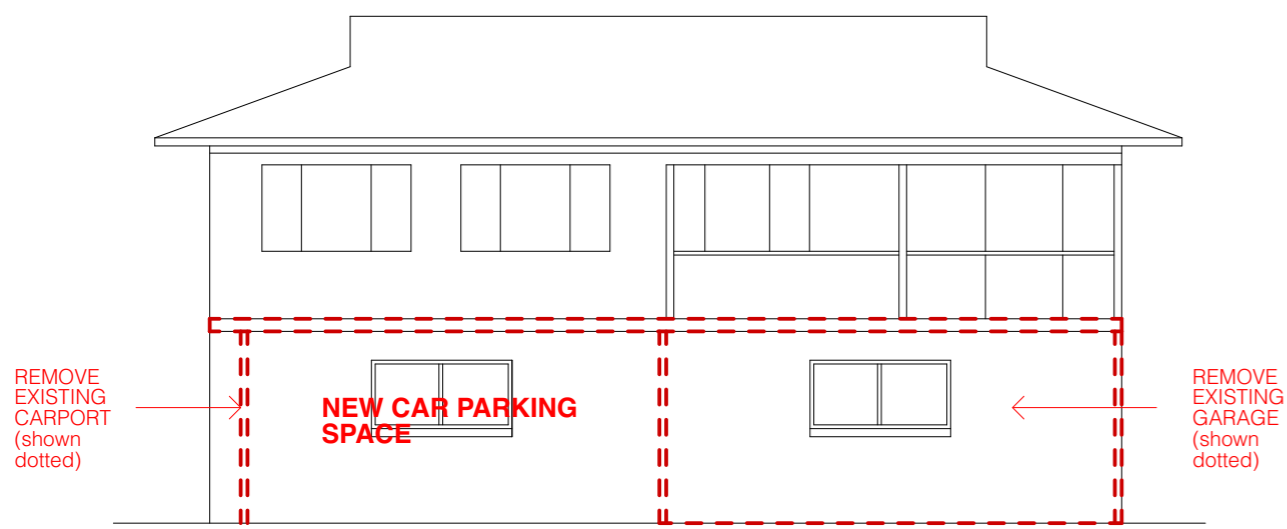 REMOVE
EXISTING
CARPORT
(shown
dotted)
NEW CAR PARKING
SPACE
REMOVE
EXISTING
GARAGE
(shown
dotted)